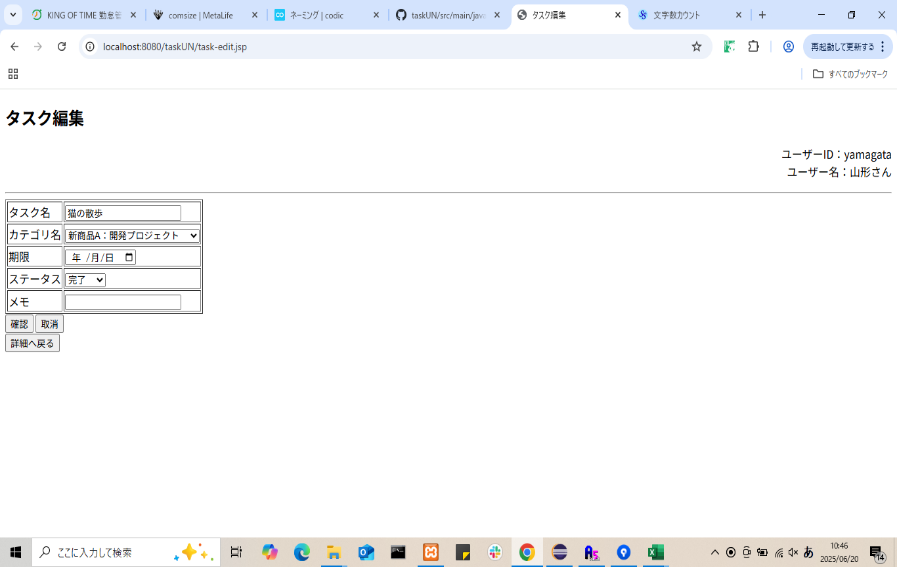 KING OF TIME 勤怠管
comsize | MetaLife
ネーミング | codic
taskUN/src/main/java
タスク編集
文字数カウント
localhost:8080/taskUN/task-edit.jsp
再起動して更新する
すべてのブックマーク
タスク編集
ユーザーID：yamagata
ユーザー名：山形さん
タスク名 猫の散歩
カテゴリ名 新商品A：開発プロジェクト
期限 年 /月/日
ステータス 完了
メモ
確認 取消
詳細へ戻る
ここに入力して検索
あ 10:46
2025/06/20
14